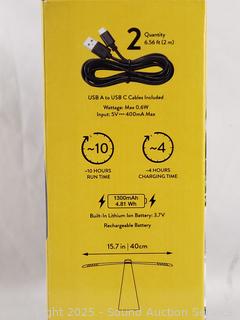 2 Quantity
6.56 ft (2 m)
USB A to USB C Cables Included
Wattage: Max 0.6W
Input: 5V⎓400mA Max
~10
~4
~10 HOURS
RUN TIME
~4 HOURS
CHARGING TIME
1300mAh
4.81 Wh
Built-In Lithium Ion Battery: 3.7V
Rechargeable Battery
15.7 in | 40cm
ght 2025 - Sound Auction Service